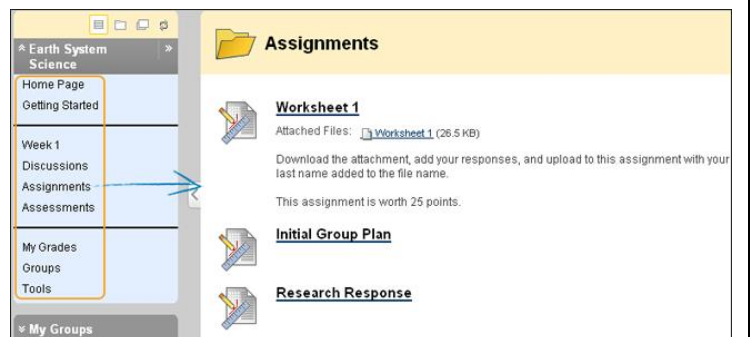 Earth System
Science
Home Page
Getting Started
Week 1
Discussions
Assignments
Assessments
My Grades
Groups
Tools
My Groups
Assignments
Worksheet 1
Attached Files: Worksheet 1 (26.5 KB)
Download the attachment, add your responses, and upload to this assignment with your
last name added to the file name.
This assignment is worth 25 points.
Initial Group Plan
Research Response